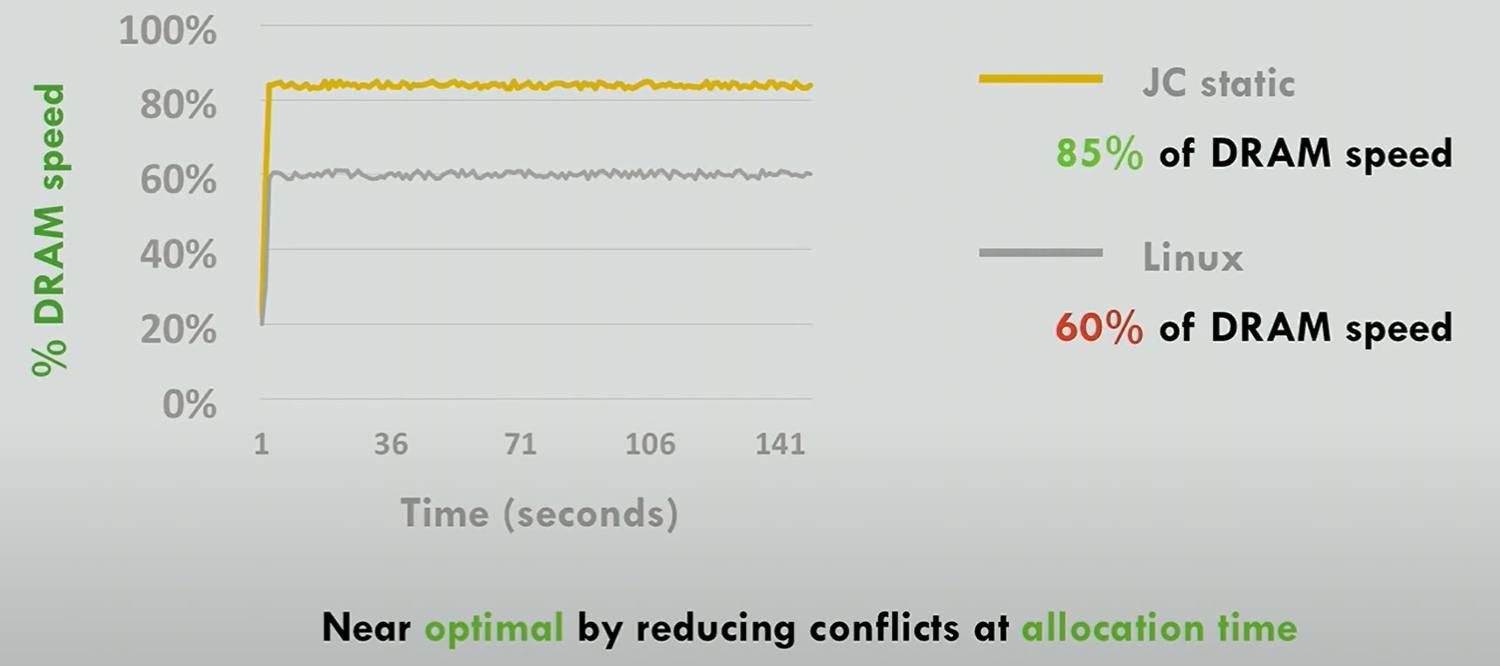 % DRAM speed
100%
80%
60%
40%
20%
0%
1 36 71 106 141
Time (seconds)
JC static
85% of DRAM speed
Linux
60% of DRAM speed
Near optimal by reducing conflicts at allocation time